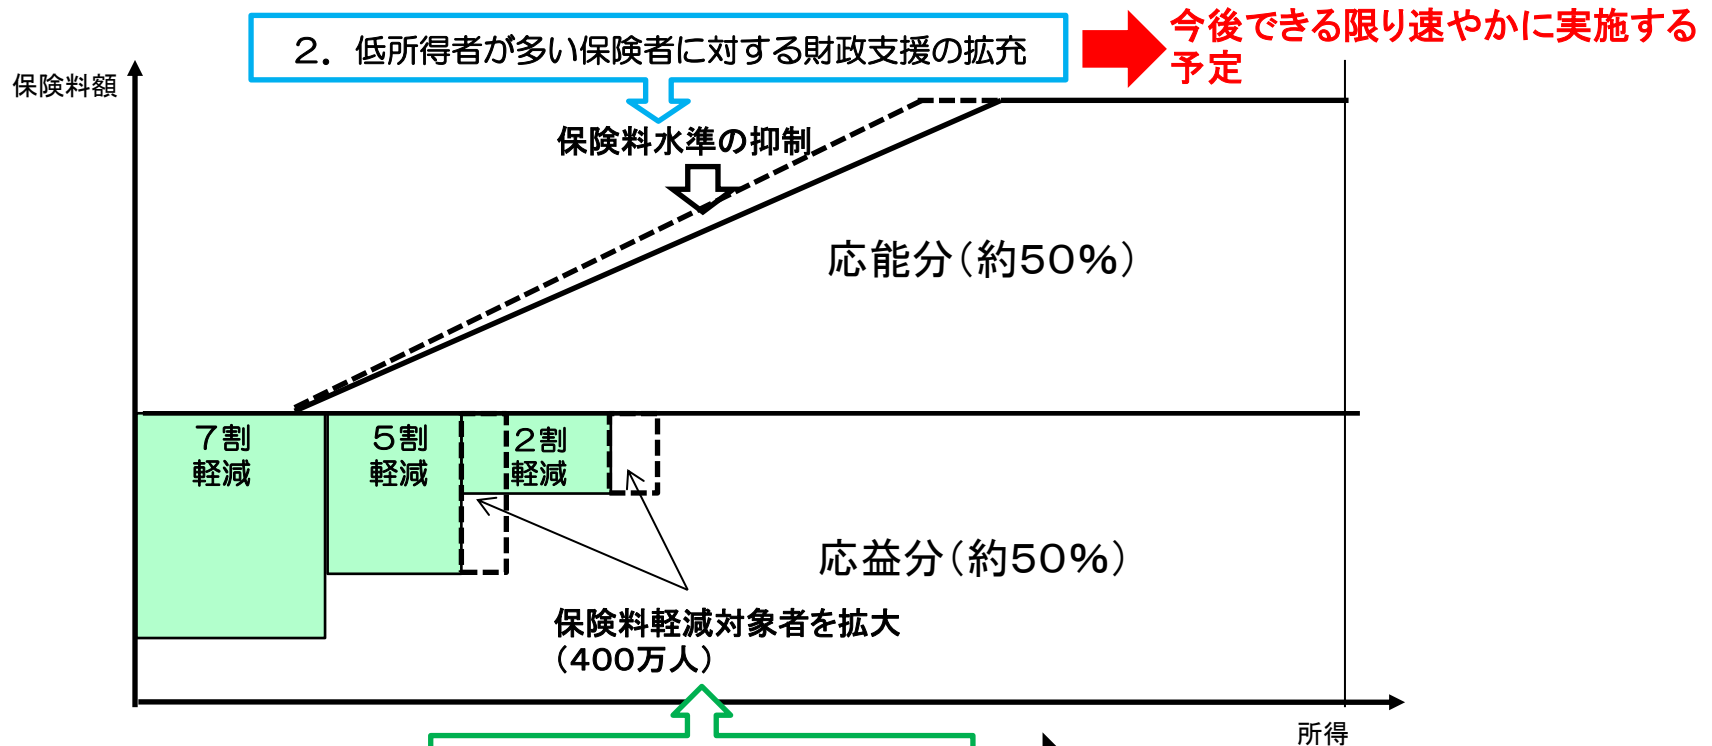 ２．低所得者が多い保険者に対する財政支援の拡充
今後できる限り速やかに実施する
予定
保険料額
保険料水準の抑制
応能分（約50％）
７割
軽減
５割
軽減
２割
軽減
応益分（約50％）
保険料軽減対象者を拡大
（400万人）
所得